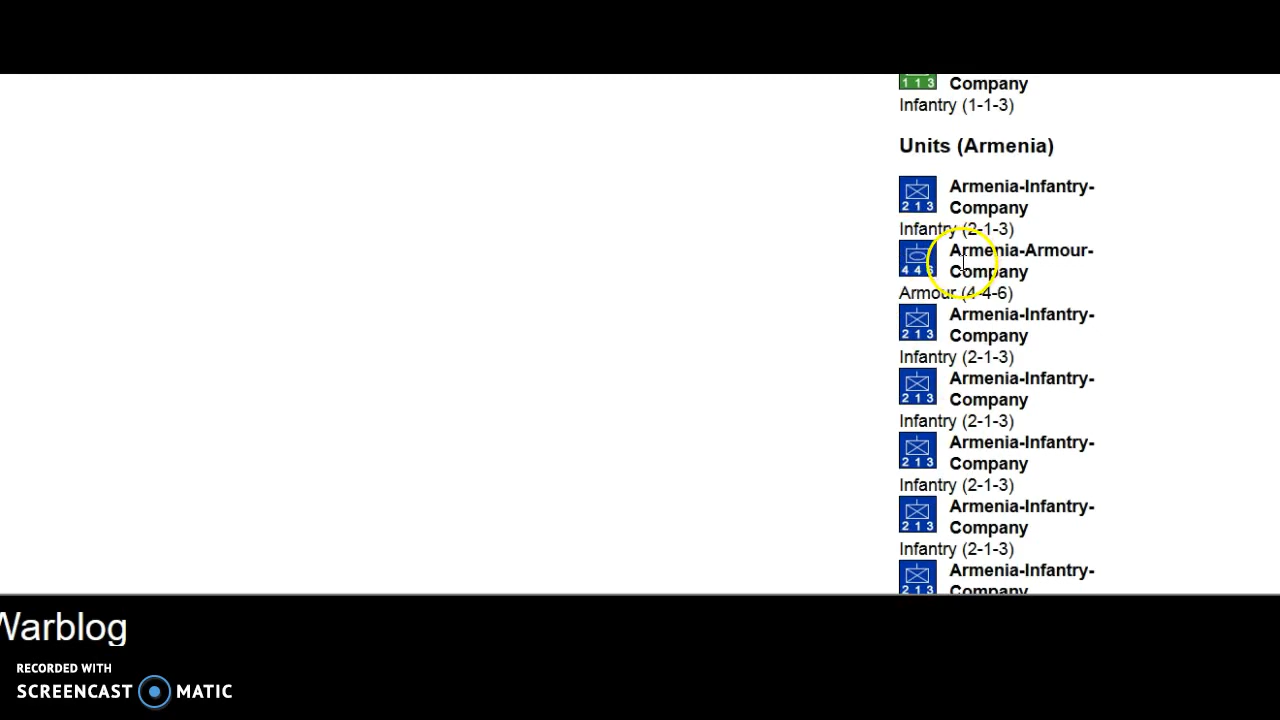 1 1 3
Company
Infantry (1-1-3)
Units (Armenia)
Armenia-Infantry-
2 1 3
Company
Infantry (2-1-3)
Armenia-Armour-
4 4 6
Company
Armour (4-4-6)
Armenia-Infantry-
2 1 3
Company
Infantry (2-1-3)
Armenia-Infantry-
2 1 3
Company
Infantry (2-1-3)
Armenia-Infantry-
2 1 3
Company
Infantry (2-1-3)
Armenia-Infantry-
2 1 3
Company
Infantry (2-1-3)
Armenia-Infantry-
2 1 3
Company
Warblog
RECORDED WITH
SCREENCAST MATIC